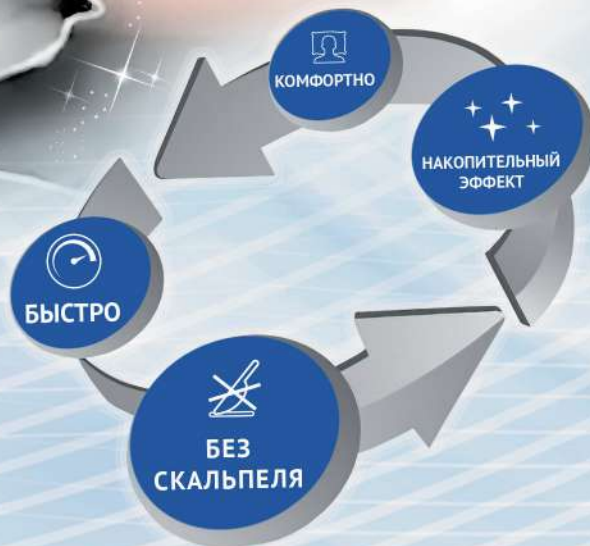 КОМФОРТНО
НАКОПИТЕЛЬНЫЙ
ЭФФЕКТ
БЫСТРО
БЕЗ
СКАЛЬПЕЛЯ